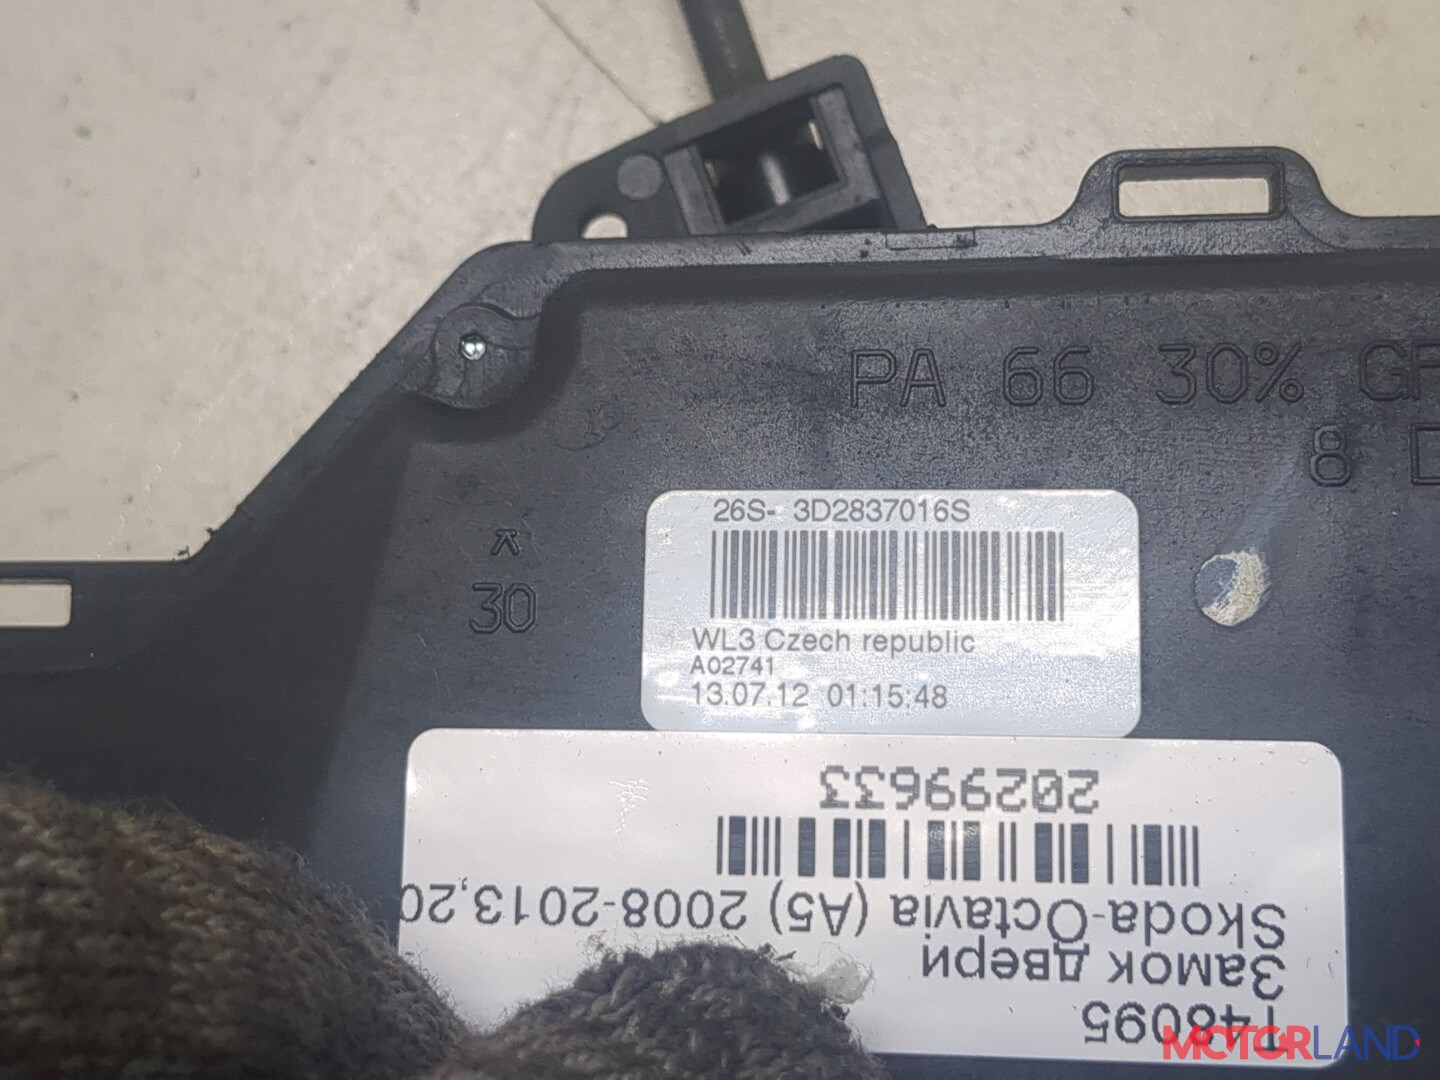 PA 66 30% GF
8 D
30
26S- 3D2837016S
WL3 Czech republic
A02741
13.07.12 01:15:48
148095
Замок двери
Skoda-Octavia (A5) 2008-2013,20
20299633
MOTORLAND